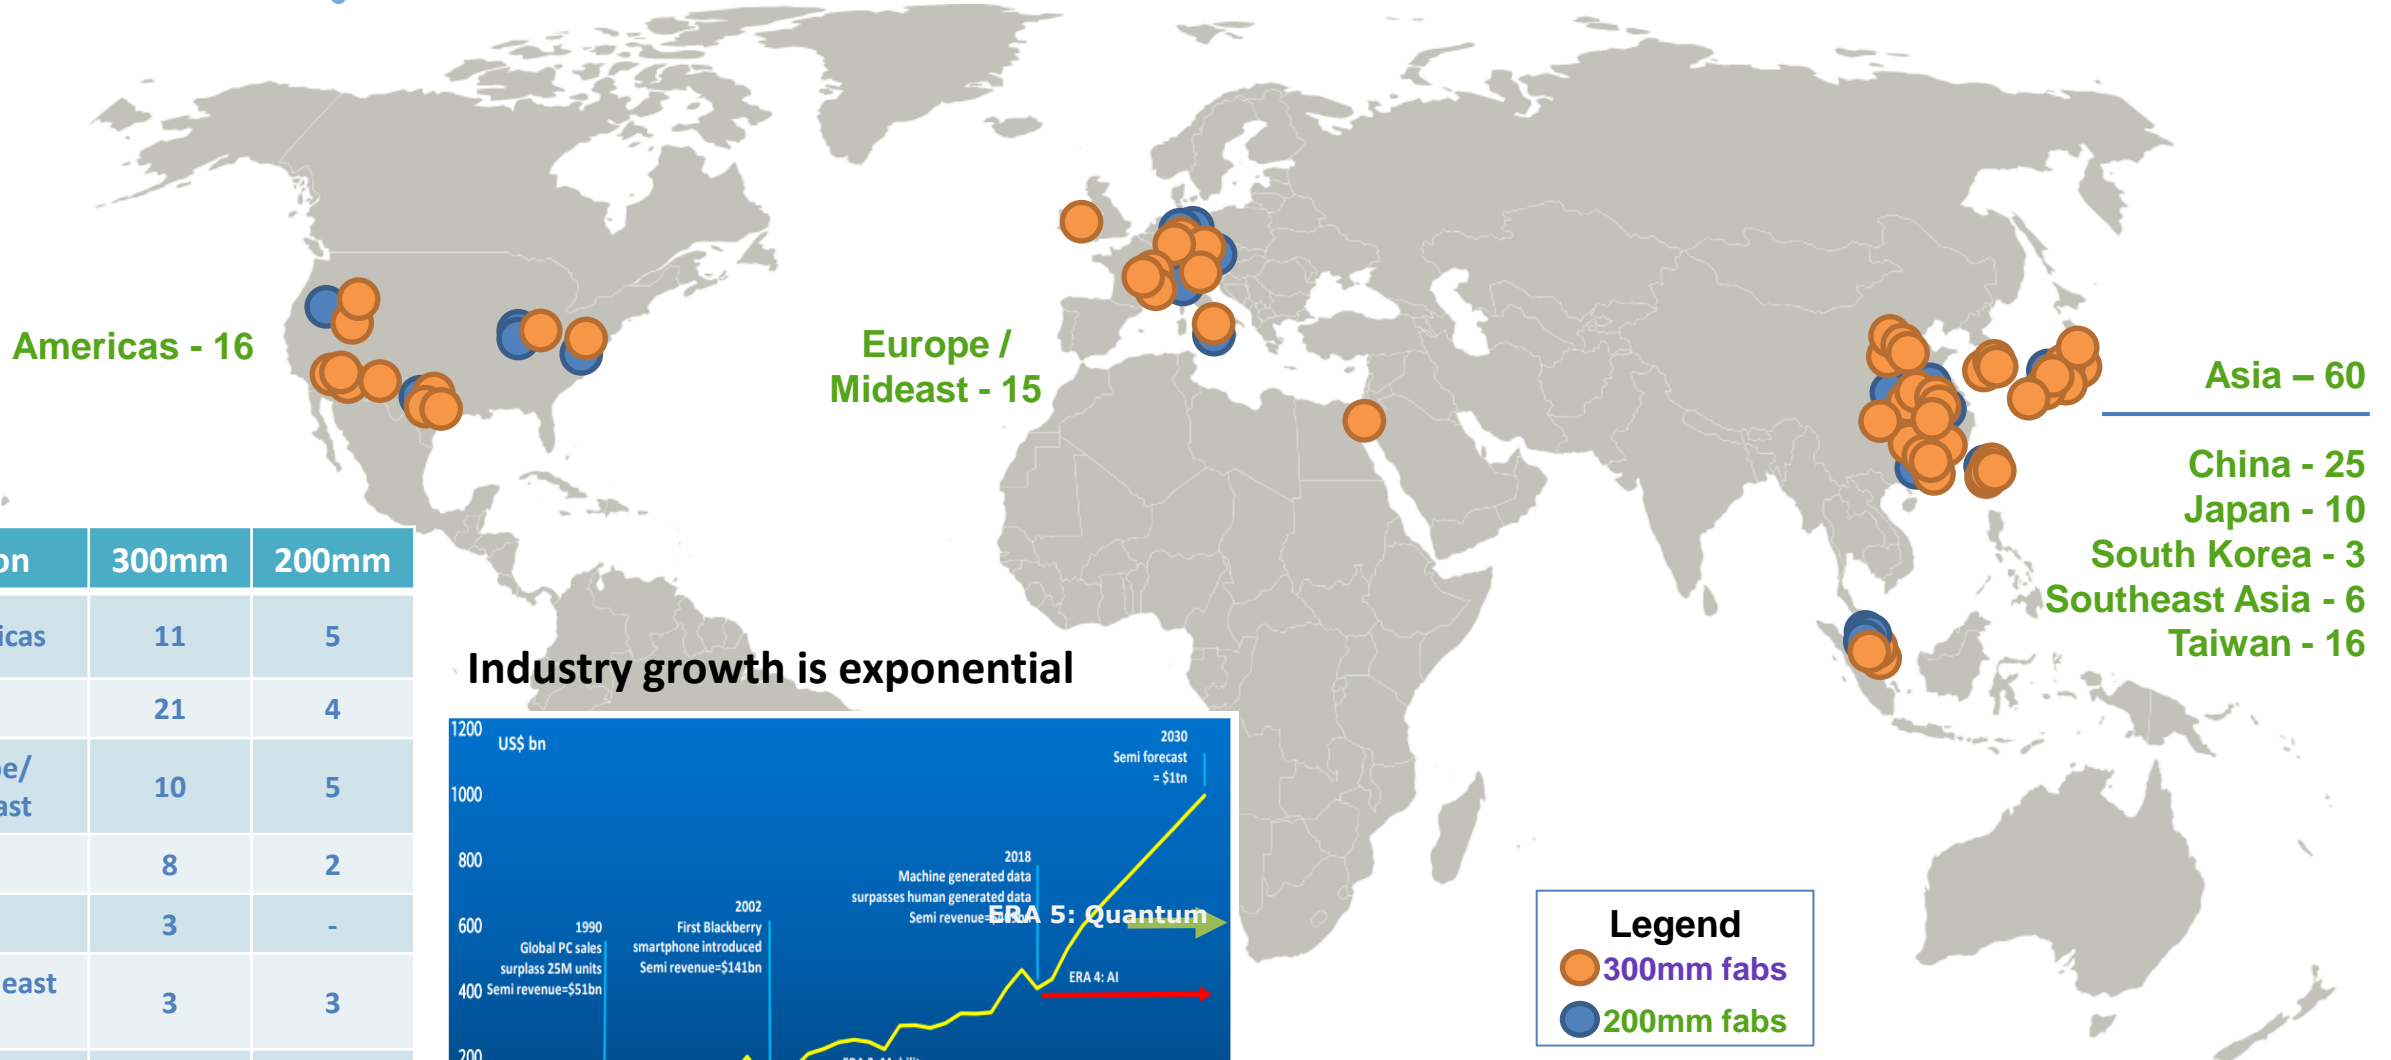 Americas - 16
Europe /
Mideast - 15
Asia – 60
China - 25
Japan - 10
South Korea - 3
Southeast Asia - 6
Taiwan - 16
300mm 200mm
11 5
21 4
10 5
8 2
3 -
east
3 3
Industry growth is exponential
1200
US$ bn
1000
800
600
400
200
2030
Semi forecast
= $1tn
2018
Machine generated data
surpasses human generated data
Semi revenue=
ERA 5: Quantum
2002
First Blackberry
smartphone introduced
Semi revenue=$141bn
1990
Global PC sales
surplass 25M units
Semi revenue=$51bn
ERA 4: AI
Legend
300mm fabs
200mm fabs